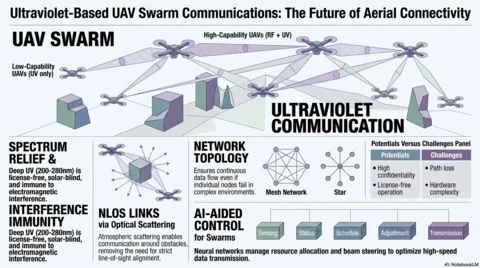 Ultraviolet-Based UAV Swarm Communications: The Future of Aerial Connectivity
UAV SWARM
High-Capability UAVs (RF + UV)
Low-Capability
UAVs (UV only)
ULTRAVIOLET
COMMUNICATION
SPECTRUM
RELIEF &
Deep UV (200-280nm) is
license-free, solar-blind,
and immune to
electromagnetic
interference.
INTERFERENCE
IMMUNITY
Deep UV (200-280nm) is
license-free, solar-blind,
and immune to
electromagnetic
interference.
NLOS LINKS
via Optical Scattering
Atmospheric scattering enables
communication around obstacles,
removing the need for strict
line-of-sight alignment.
NETWORK
TOPOLOGY
Ensures continuous
data flow even if
individual nodes fail in
complex environments.
Mesh Network
Star
Potentials Versus Challenges Panel
Potentials
Challenges
• High
confidentiality
• License-free
operation
• Path loss
• Hardware
complexity
AI-AIDED
CONTROL
for Swarms
Sensing
Status
Schedule
Adjustment
Transmission
Neural networks manage resource allocation and beam steering to optimize high-speed
data transmission.
NotebookLM